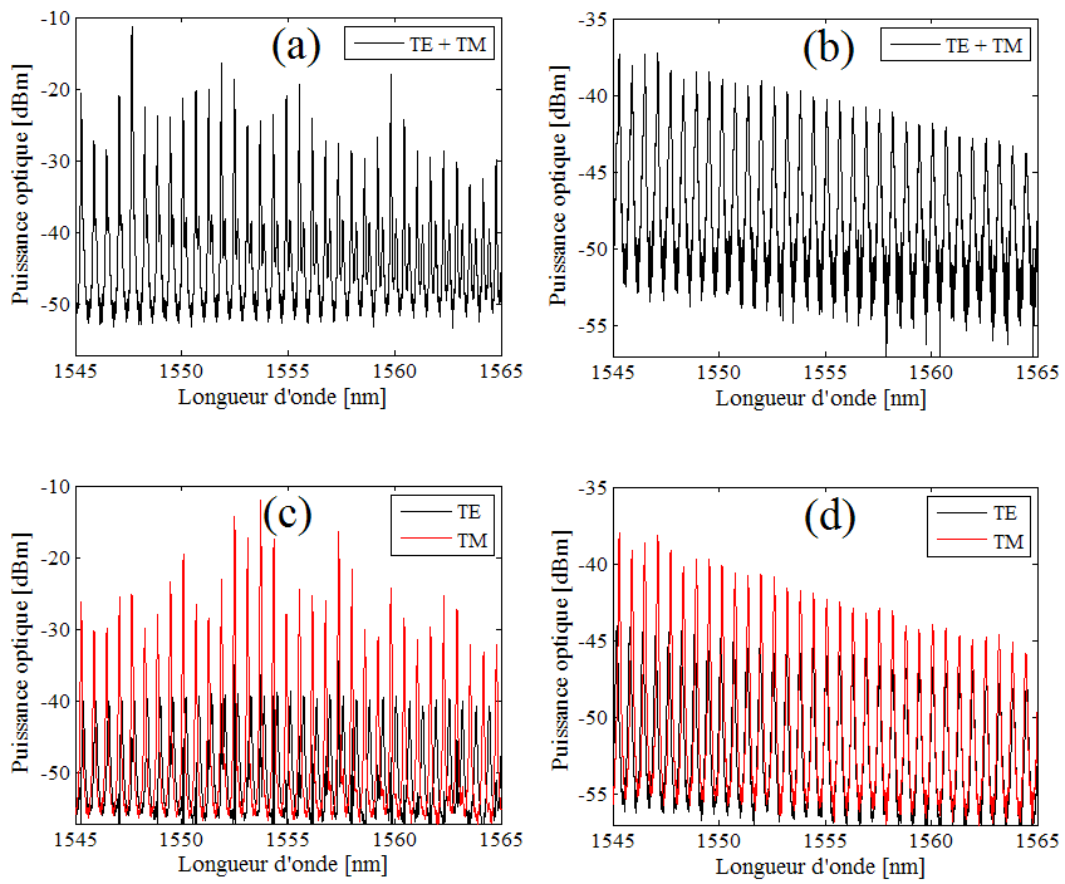 (a)
TE + TM
Puissance optique [dBm]
-10
-20
-30
-40
-50
1545
1550
1555
1560
1565
Longueur d'onde [nm]
(b)
TE + TM
Puissance optique [dBm]
-35
-40
-45
-50
-55
1545
1550
1555
1560
1565
Longueur d'onde [nm]
(c)
TE
TM
Puissance optique [dBm]
-10
-20
-30
-40
-50
1545
1550
1555
1560
1565
Longueur d'onde [nm]
(d)
TE
TM
Puissance optique [dBm]
-35
-40
-45
-50
-55
1545
1550
1555
1560
1565
Longueur d'onde [nm]